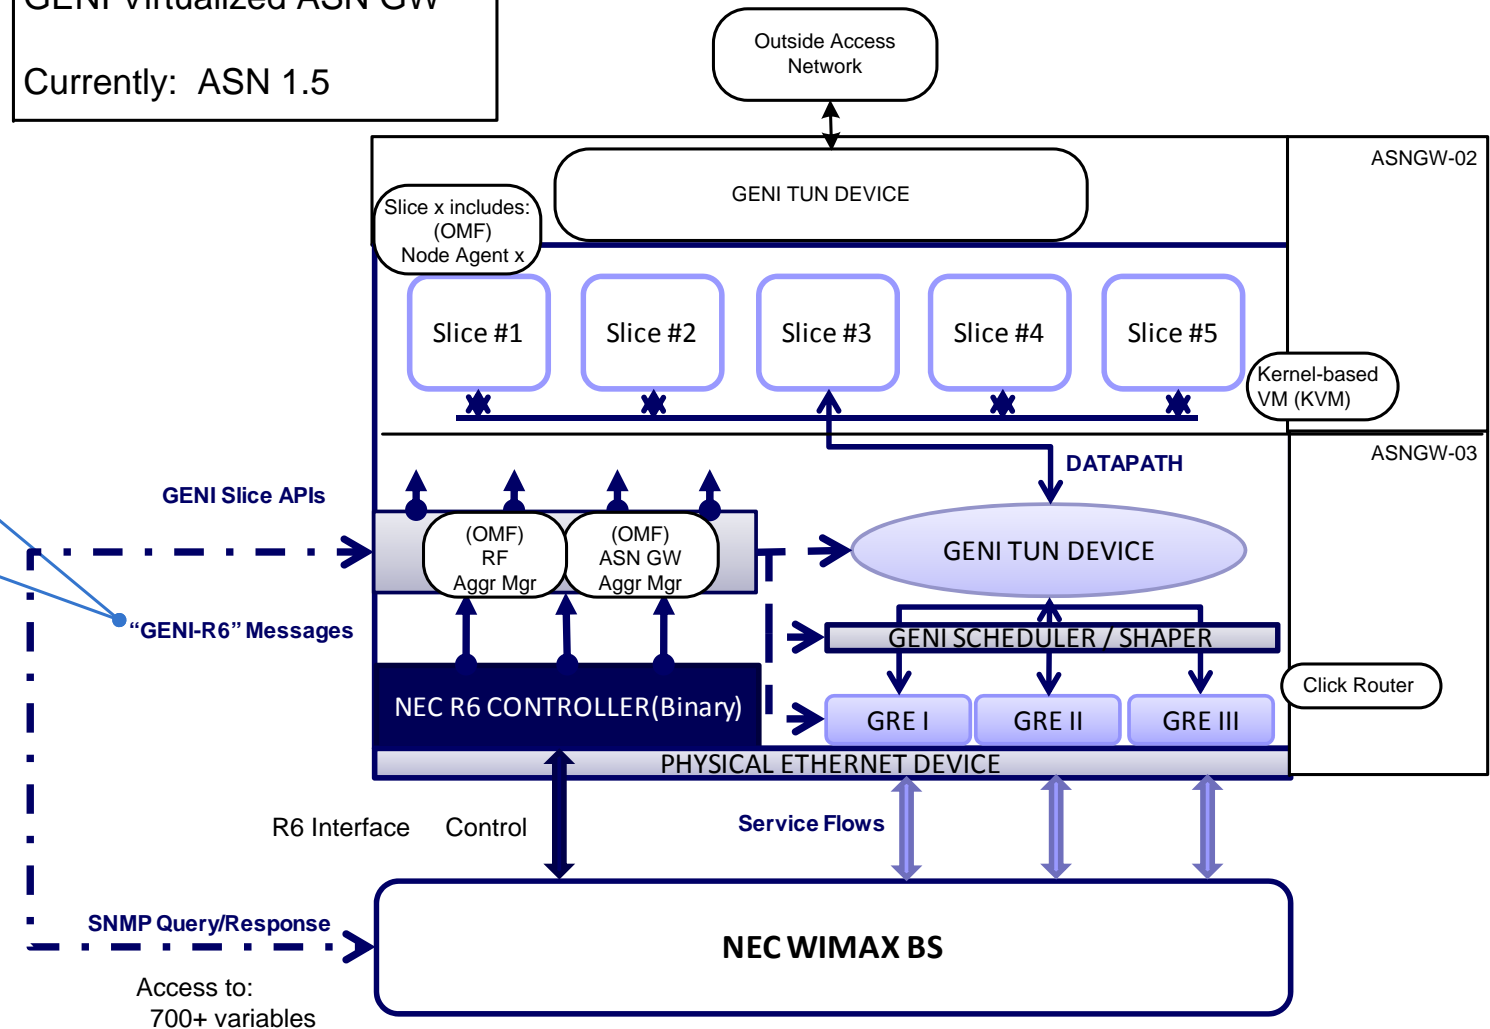 GENI Virtualized ASN GW
Currently: ASN 1.5
Outside Access
Network
ASNGW-02
GENI TUN DEVICE
Slice x includes:
(OMF)
Node Agent x
Slice #1
Slice #2
Slice #3
Slice #4
Slice #5
Kernel-based
VM (KVM)
ASNGW-03
DATAPATH
GENI Slice APIs
(OMF)
RF
Aggr Mgr
(OMF)
ASN GW
Aggr Mgr
GENI TUN DEVICE
“GENI-R6” Messages
GENI SCHEDULER / SHAPER
NEC R6 CONTROLLER(Binary)
GRE I
GRE II
GRE III
Click Router
PHYSICAL ETHERNET DEVICE
R6 Interface Control
Service Flows
SNMP Query/Response
NEC WIMAX BS
Access to:
700+ variables